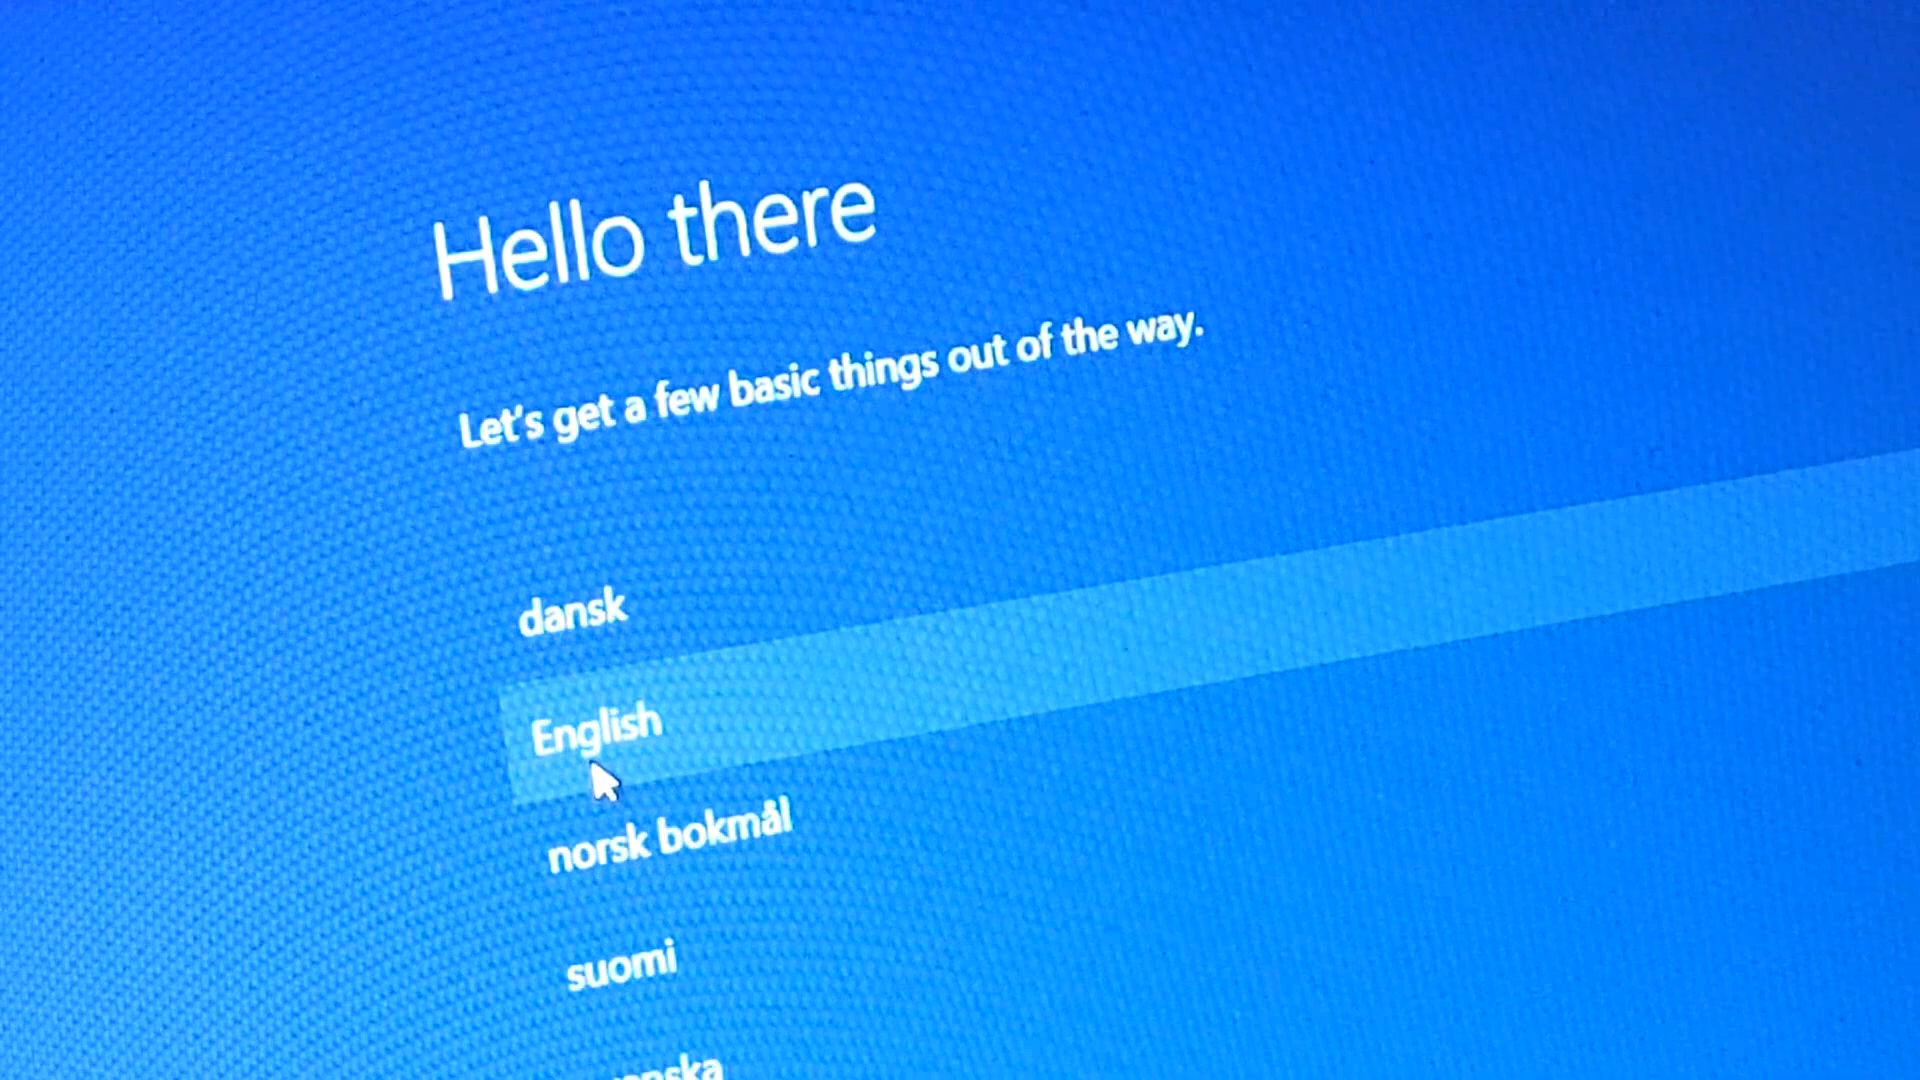 Hello there
Let's get a few basic things out of the way.
dansk
English
norsk bokmål
suomi